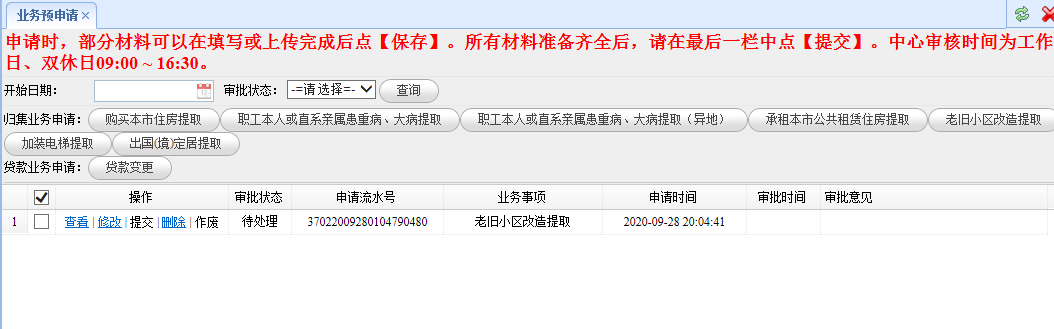 业务预申请
申请时，部分材料可以在填写或上传完成后点【保存】。所有材料准备齐全后，请在最后一栏中点【提交】。中心审核时间为工作
日、双休日09:00 ~ 16:30。
开始日期： 审批状态： -=请选择=- 查询
归集业务申请： 购买本市住房提取 职工本人或直系亲属患重病、大病提取 职工本人或直系亲属患重病、大病提取（异地） 承租本市公共租赁住房提取 老旧小区改造提取
加装电梯提取 出国(境)定居提取
贷款业务申请： 贷款变更
操作 审批状态 申请流水号 业务事项 申请时间 审批时间 审批意见
1 查看 | 修改 | 提交 | 删除 | 作废 待处理 37022009280104790480 老旧小区改造提取 2020-09-28 20:04:41